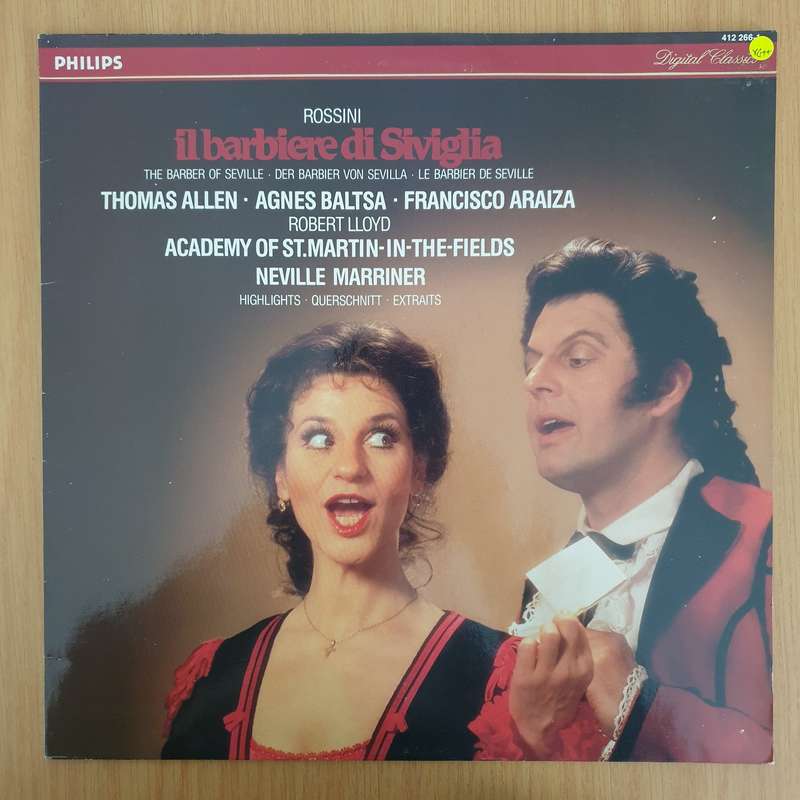 412 266-1
PHILIPS
Digital Classics
ROSSINI
il barbiere di Siviglia
THE BARBER OF SEVILLE · DER BARBIER VON SEVILLA · LE BARBIER DE SEVILLE
THOMAS ALLEN · AGNES BALTSA · FRANCISCO ARAIZA
ROBERT LLOYD
ACADEMY OF ST.MARTIN-IN-THE-FIELDS
NEVILLE MARRINER
HIGHLIGHTS · QUERSCHNITT · EXTRAITS